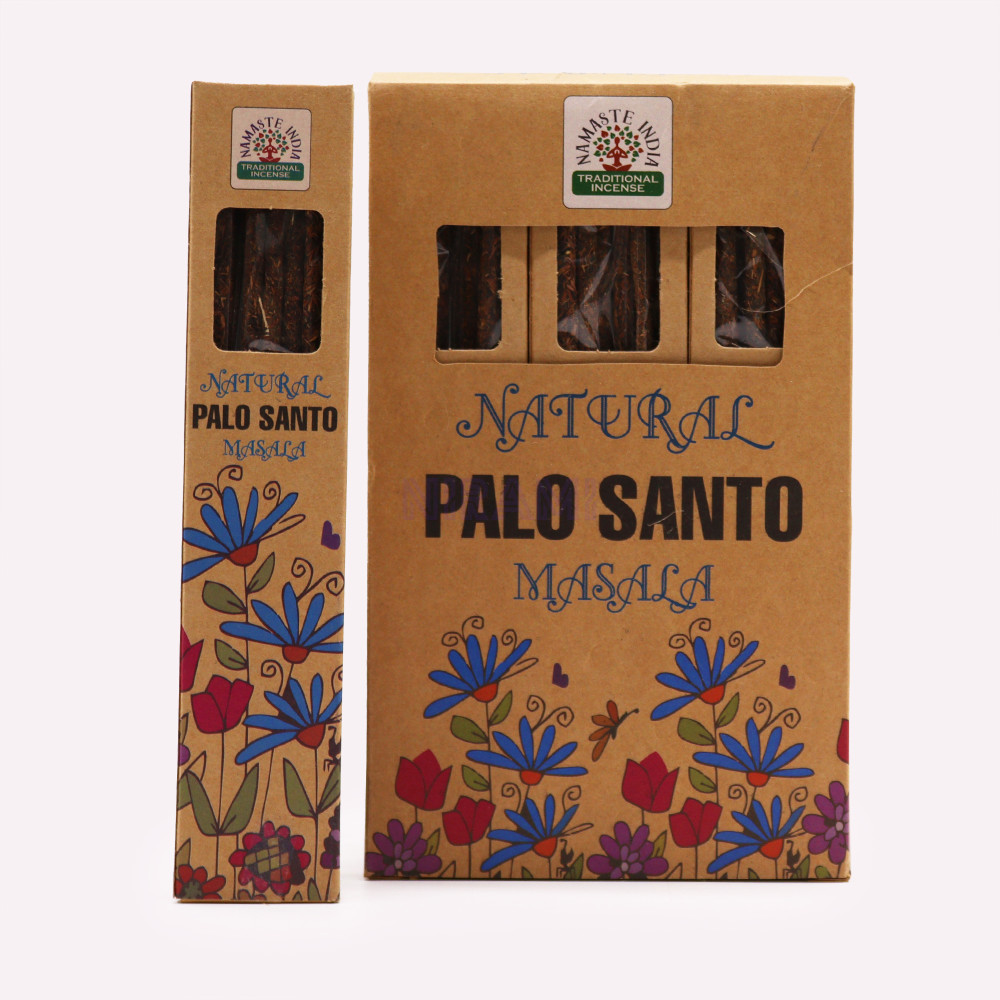 NAMASTE INDIA
TRADITIONAL
INCENSE
NATURAL
PALO SANTO
MASALA
NAMASTE INDIA
TRADITIONAL
INCENSE
NATURAL
PALO SANTO
MASALA